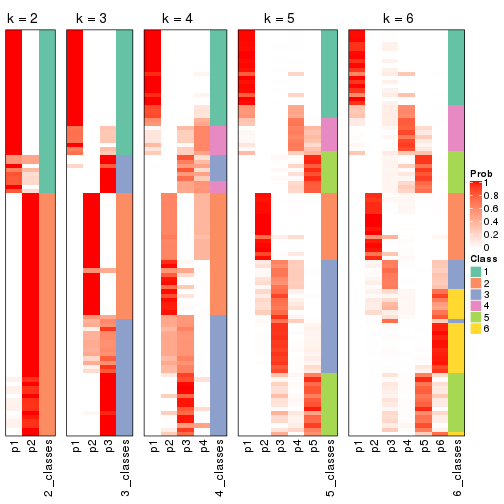 k = 2
k = 3
k = 4
k = 5
k = 6
Prob
1
0.8
0.6
0.4
0.2
0
Class
1
2
3
4
5
6
p1
p2
2_classes
p1
p2
p3
3_classes
p1
p2
p3
p4
4_classes
p1
p2
p3
p4
p5
5_classes
p1
p2
p3
p4
p5
p6
6_classes